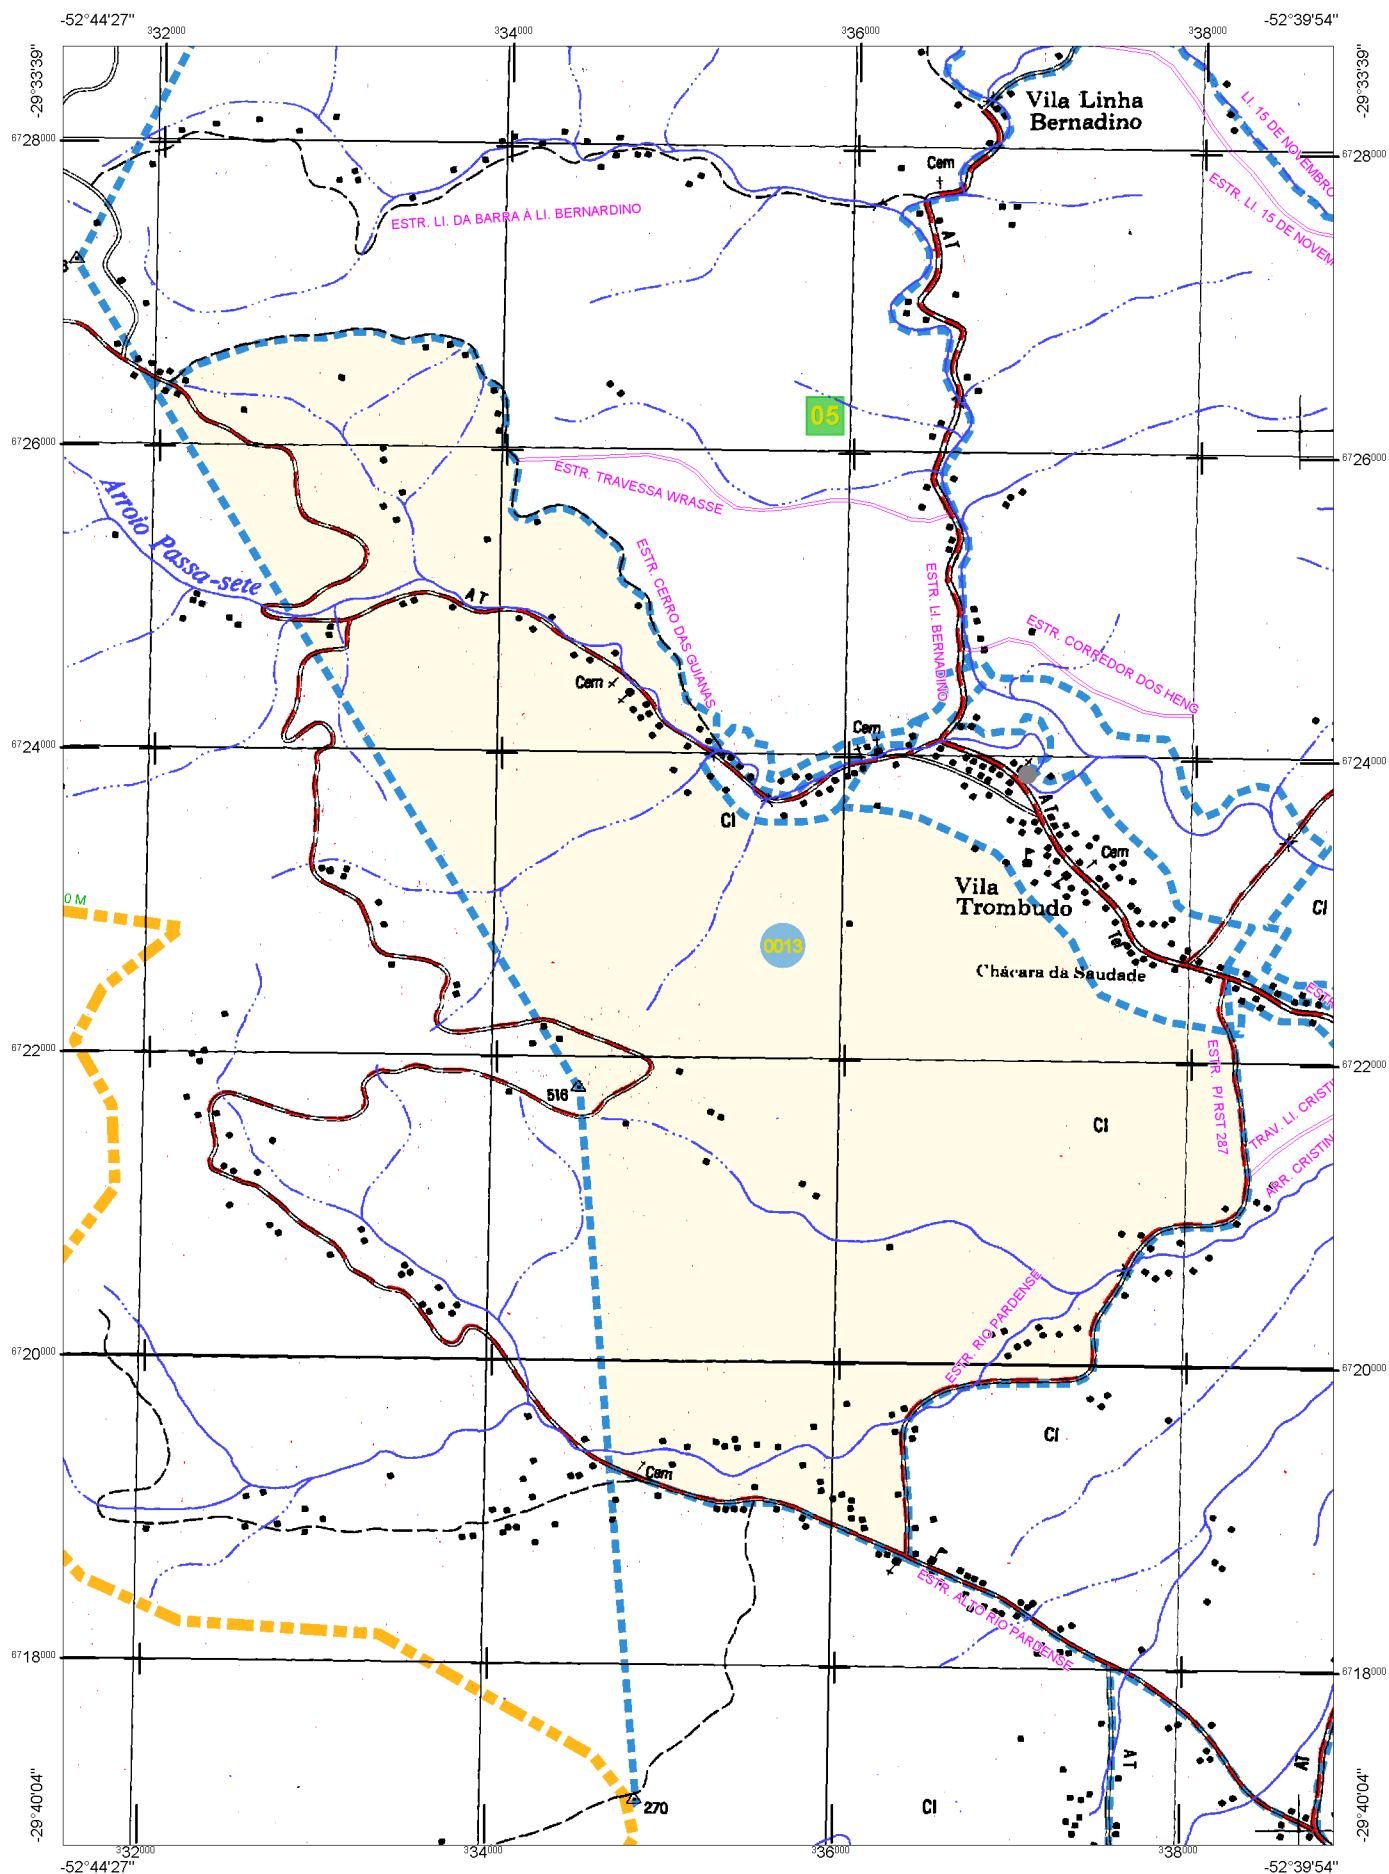 -52°44'27"
-52°39'54"
332000
334000
336000
338000
-29°33'39"
-29°33'39"
Vila Linha
Bernadino
LI. 15 DE NOVEMBRO
6728000
6728000
Cem
ESTR. LI. 15 DE NOVEM
ESTR. LI. DA BARRA À LI. BERNARDINO
AT
05
6726000
6726000
ESTR. TRAVESSA WRASSE
Arroio Passa-sete
ESTR. CERRO DAS GUIANAS
ESTR. LI. BERNADINO
AT
ESTR. CORREDOR DOS HENG
Cem
Cem
6724000
6724000
AT
CI
Cem
Vila
Trombudo
0 M
CI
Tel
0013
Chácara da Saudade
ESTR
6722000
6722000
516
ESTR. P/ RST 287
TRAV. LI. CRISTI
CI
ARR. CRISTIN
ESTR. RIO PARDENSE
6720000
6720000
CI
Cem
ESTR. ALTO RIO PARDENSE
6718000
6718000
AT
AT
270
CI
-29°40'04"
-29°40'04"
332000
334000
336000
338000
-52°44'27"
-52°39'54"